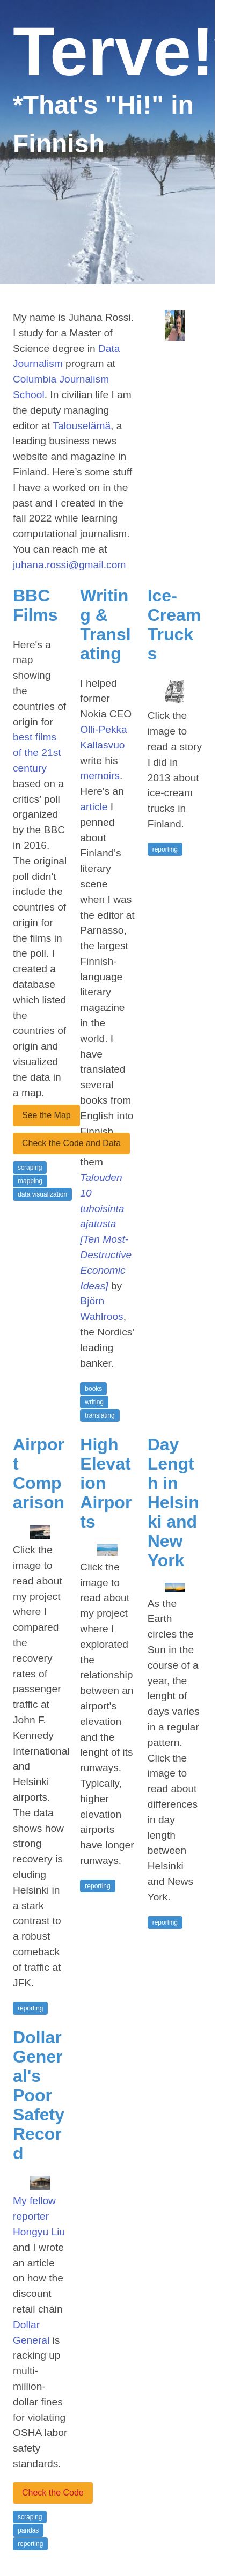 Terve!
*That's "Hi!" in
Finnish
My name is Juhana Rossi.
I study for a Master of
Science degree in Data
Journalism program at
Columbia Journalism
School. In civilian life I am
the deputy managing
editor at Talouselämä, a
leading business news
website and magazine in
Finland. Here's some stuff
I have a worked on in the
past and I created in the
fall 2022 while learning
computational journalism.
You can reach me at
juhana.rossi@gmail.com
BBC
Films
Here's a
map
showing
the
countries of
origin for
best films
of the 21st
century
based on a
critics' poll
organized
by the BBC
in 2016.
The original
poll didn't
include the
countries of
origin for
the films in
the poll. I
created a
database
which listed
the
countries of
origin and
visualized
the data in
a map.
See the Map
Check the Code and Data
scraping
mapping
data visualization
Writin
g &
Transl
ating
I helped
former
Nokia CEO
Olli-Pekka
Kallasvuo
write his
memoirs.
Here's an
article I
penned
about
Finland's
literary
scene
when I was
the editor at
Parnasso,
the largest
Finnish-
language
literary
magazine
in the
world. I
have
translated
several
books from
English into
Finnish,
them
Talouden
10
tuhoisinta
ajatusta
[Ten Most-
Destructive
Economic
Ideas] by
Björn
Wahlroos,
the Nordics'
leading
banker.
books
writing
translating
Ice-
Cream
Truck
s
Click the
image to
read a story
I did in
2013 about
ice-cream
trucks in
Finland.
reporting
Airpor
t
Comp
arison
Click the
image to
read about
my project
where I
compared
the
recovery
rates of
passenger
traffic at
John F.
Kennedy
International
and
Helsinki
airports.
The data
shows how
strong
recovery is
eluding
Helsinki in
a stark
contrast to
a robust
comeback
of traffic at
JFK.
reporting
High
Elevat
ion
Airpor
ts
Click the
image to
read about
my project
where I
explorated
the
relationship
between an
airport's
elevation
and the
lenght of its
runways.
Typically,
higher
elevation
airports
have longer
runways.
reporting
Day
Lengt
h in
Helsin
ki and
New
York
As the
Earth
circles the
Sun in the
course of a
year, the
lenght of
days varies
in a regular
pattern.
Click the
image to
read about
differences
in day
length
between
Helsinki
and News
York.
reporting
Dollar
Gener
al's
Poor
Safety
Recor
d
My fellow
reporter
Hongyu Liu
and I wrote
an article
on how the
discount
retail chain
Dollar
General is
racking up
multi-
million-
dollar fines
for violating
OSHA labor
safety
standards.
Check the Code
scraping
pandas
reporting